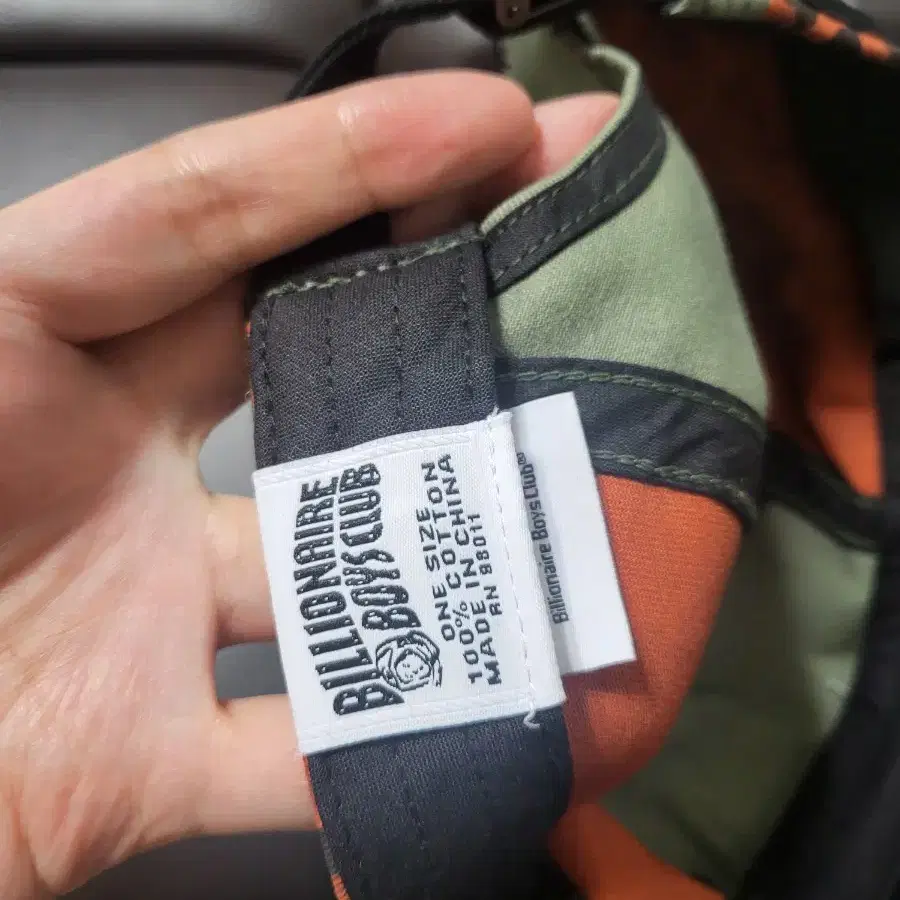 BILLIONAIRE
BOYS CLUB
ONE SIZE
100% COTTON
MADE IN CHINA
RN 98011
Billionaire Boys Club®